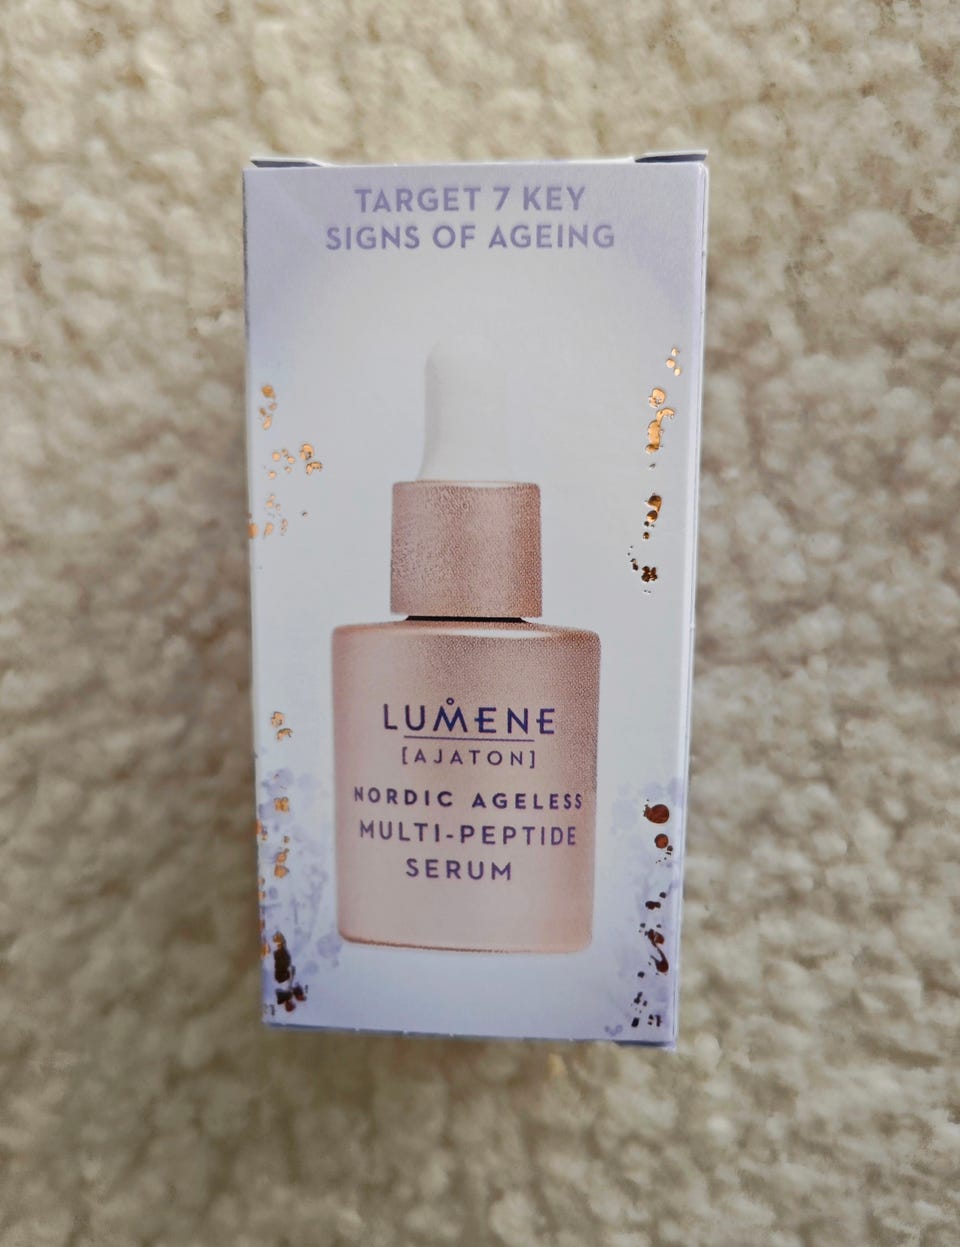 TARGET 7 KEY
SIGNS OF AGEING
LUMENE
[AJATON]
NORDIC AGELESS
MULTI-PEPTIDE
SERUM